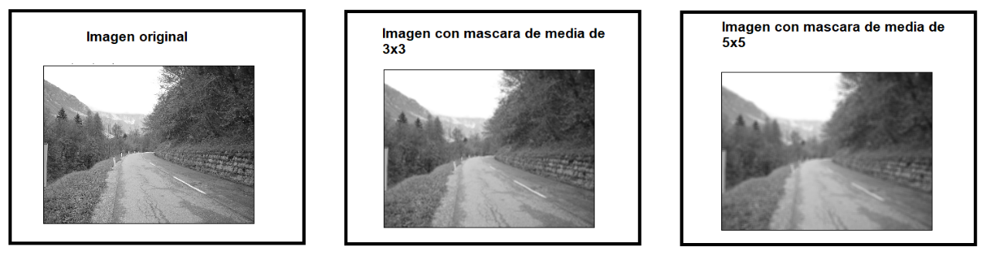 Imagen original
Imagen con mascara de media de
3x3
Imagen con mascara de media de
5x5